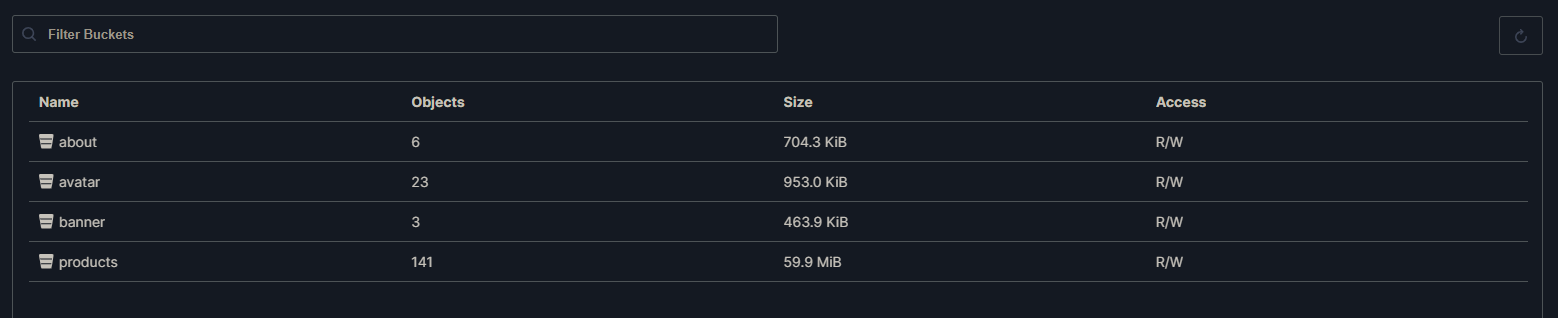 Filter Buckets
Name Objects Size Access
about 6 704.3 KiB R/W
avatar 23 953.0 KiB R/W
banner 3 463.9 KiB R/W
products 141 59.9 MiB R/W